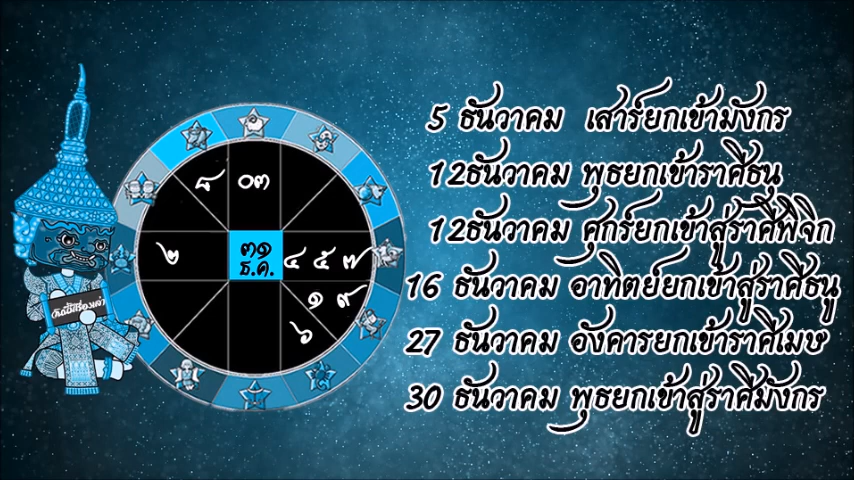 5 ธันวาคม เสาร์ยกเข้ามังกร
12ธันวาคม พุธยกเข้าราศีธนู
12ธันวาคม ศุกร์ยกเข้าสู่ราศีพิจิก
16 ธันวาคม อาทิตย์ยกเข้าสู่ราศีธนู
27 ธันวาคม อังคารยกเข้าราศีเมษ
30 ธันวาคม พุธยกเข้าสู่ราศีมังกร
๘ ๐๓
๒
๓๑
ธ.ค.
๔ ๕ ๗
๑ ๙
๖